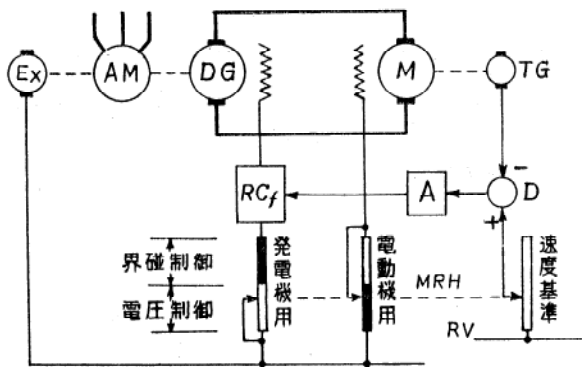 Ex
AM
DG
M
TG
RCf
A
D
−
+
界磁制御
電圧制御
発電機用
電動機用
MRH
速度基準
RV